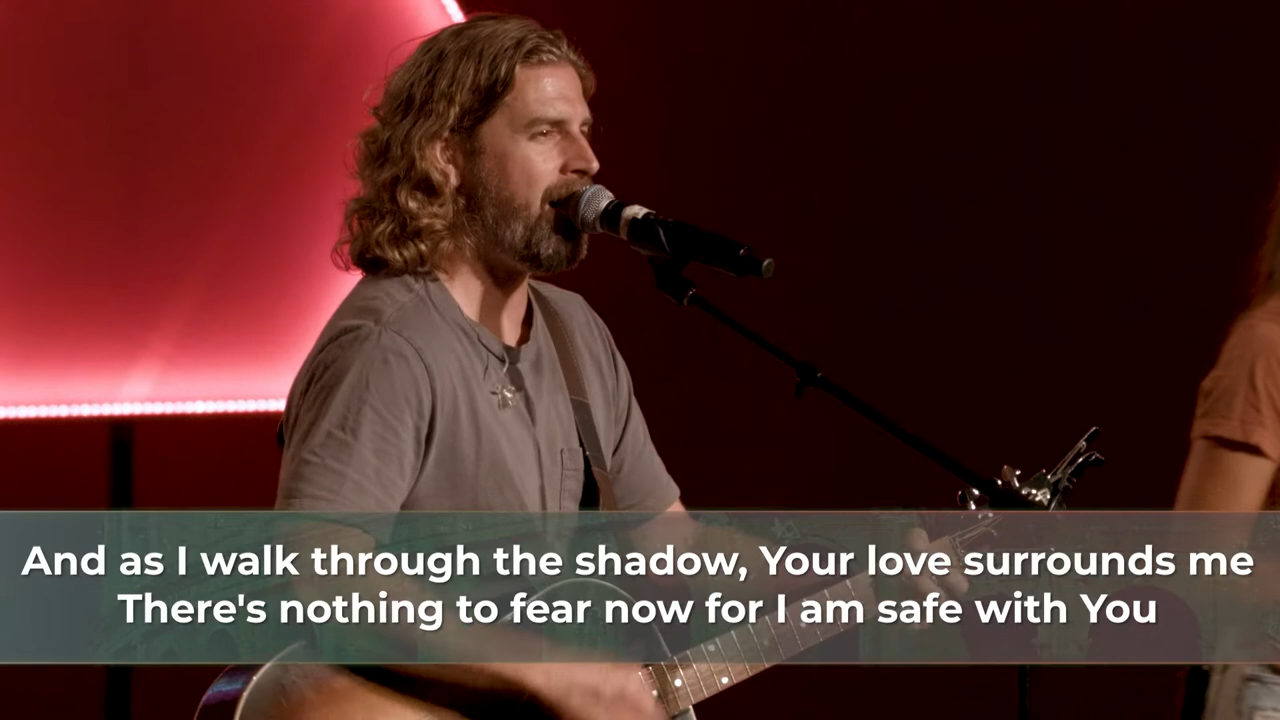 And as I walk through the shadow, Your love surrounds me
There's nothing to fear now for I am safe with You